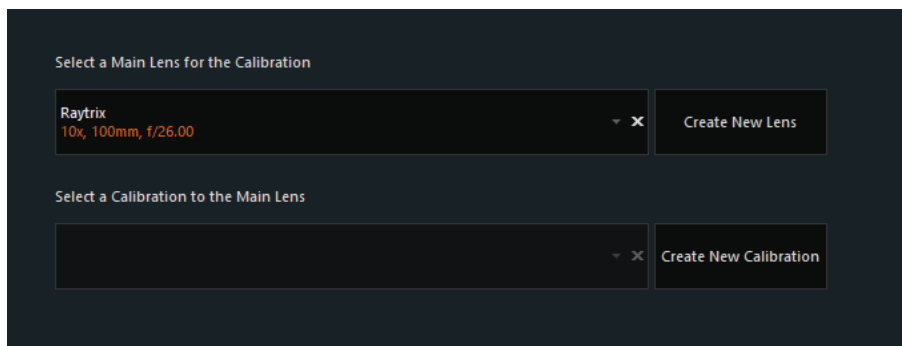 Select a Main Lens for the Calibration
Raytrix
10x, 100mm, f/26.00
Create New Lens
Select a Calibration to the Main Lens
Create New Calibration